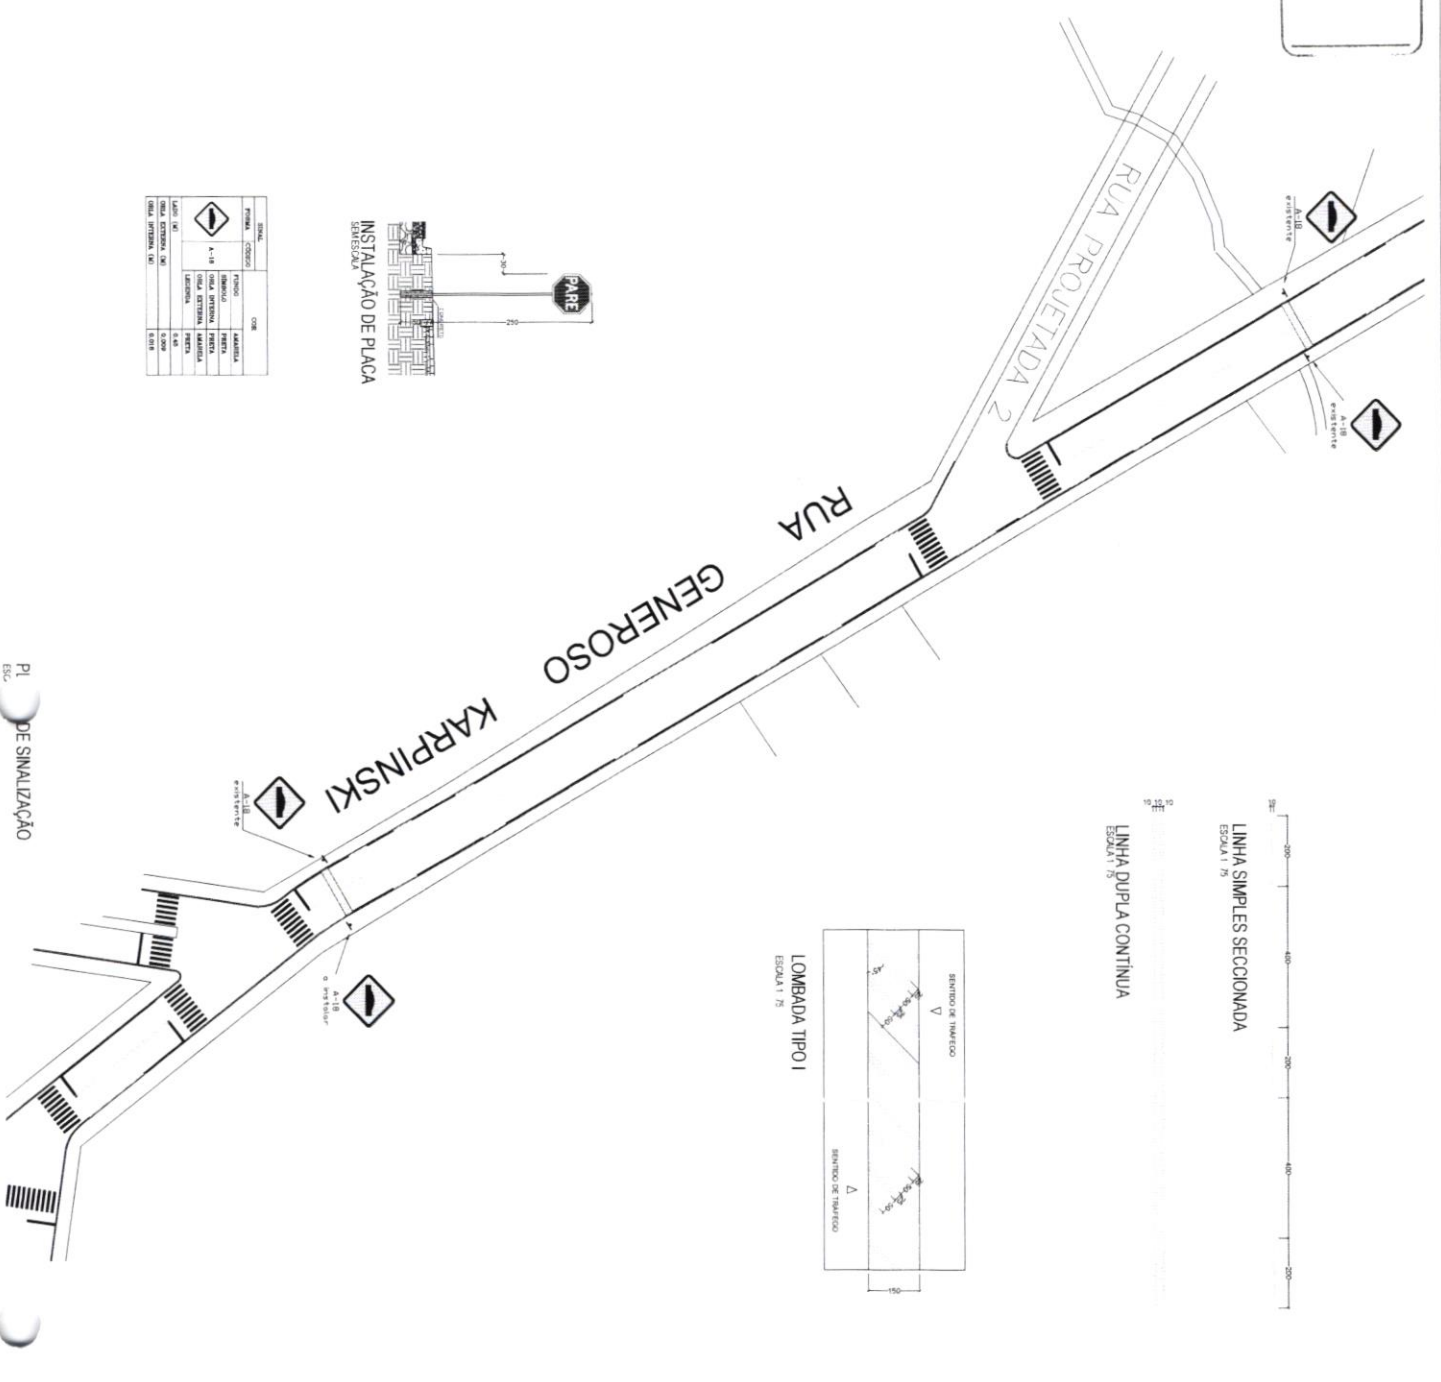 RUA PROJETADA 2
A-18
existente
A-18
existente
RUA GENEROSO KARPINSKI
A-18
existente
A-18
a instalar
SINAL
COR
FORMA
CÓDIGO
A-18
FUNDO
AMARELA
SÍMBOLO
PRETA
ORLA INTERNA
PRETA
ORLA EXTERNA
AMARELA
LEGENDA
PRETA
LADO (M)
0.45
ORLA EXTERNA (M)
0.009
ORLA INTERNA (M)
0.018
PARE
30
250
INSTALAÇÃO DE PLACA
SEM ESCALA
200
400
200
400
200
LINHA SIMPLES SECCIONADA
ESCALA 1 75
10 10 10
LINHA DUPLA CONTÍNUA
ESCALA 1 75
SENTIDO DE TRAFEGO
SENTIDO DE TRAFEGO
150
LOMBADA TIPO I
ESCALA 1 75
DE SINALIZAÇÃO